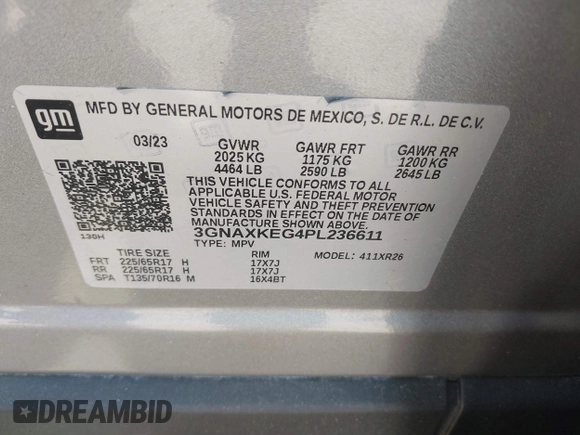 gm
MFD BY GENERAL MOTORS DE MEXICO, S. DE R.L. DE C.V.
03/23 GVWR GAWR FRT GAWR RR
2025 KG 1175 KG 1200 KG
4464 LB 2590 LB 2645 LB
THIS VEHICLE CONFORMS TO ALL
APPLICABLE U.S. FEDERAL MOTOR
VEHICLE SAFETY AND THEFT PREVENTION
STANDARDS IN EFFECT ON THE DATE OF
MANUFACTURE SHOWN ABOVE.
3GNAXKEG4PL236611
130H TYPE: MPV
TIRE SIZE RIM MODEL: 411XR26
FRT 225/65R17 H 17X7J
RR 225/65R17 H 17X7J
SPA T135/70R16 M 16X4BT
DREAMBID